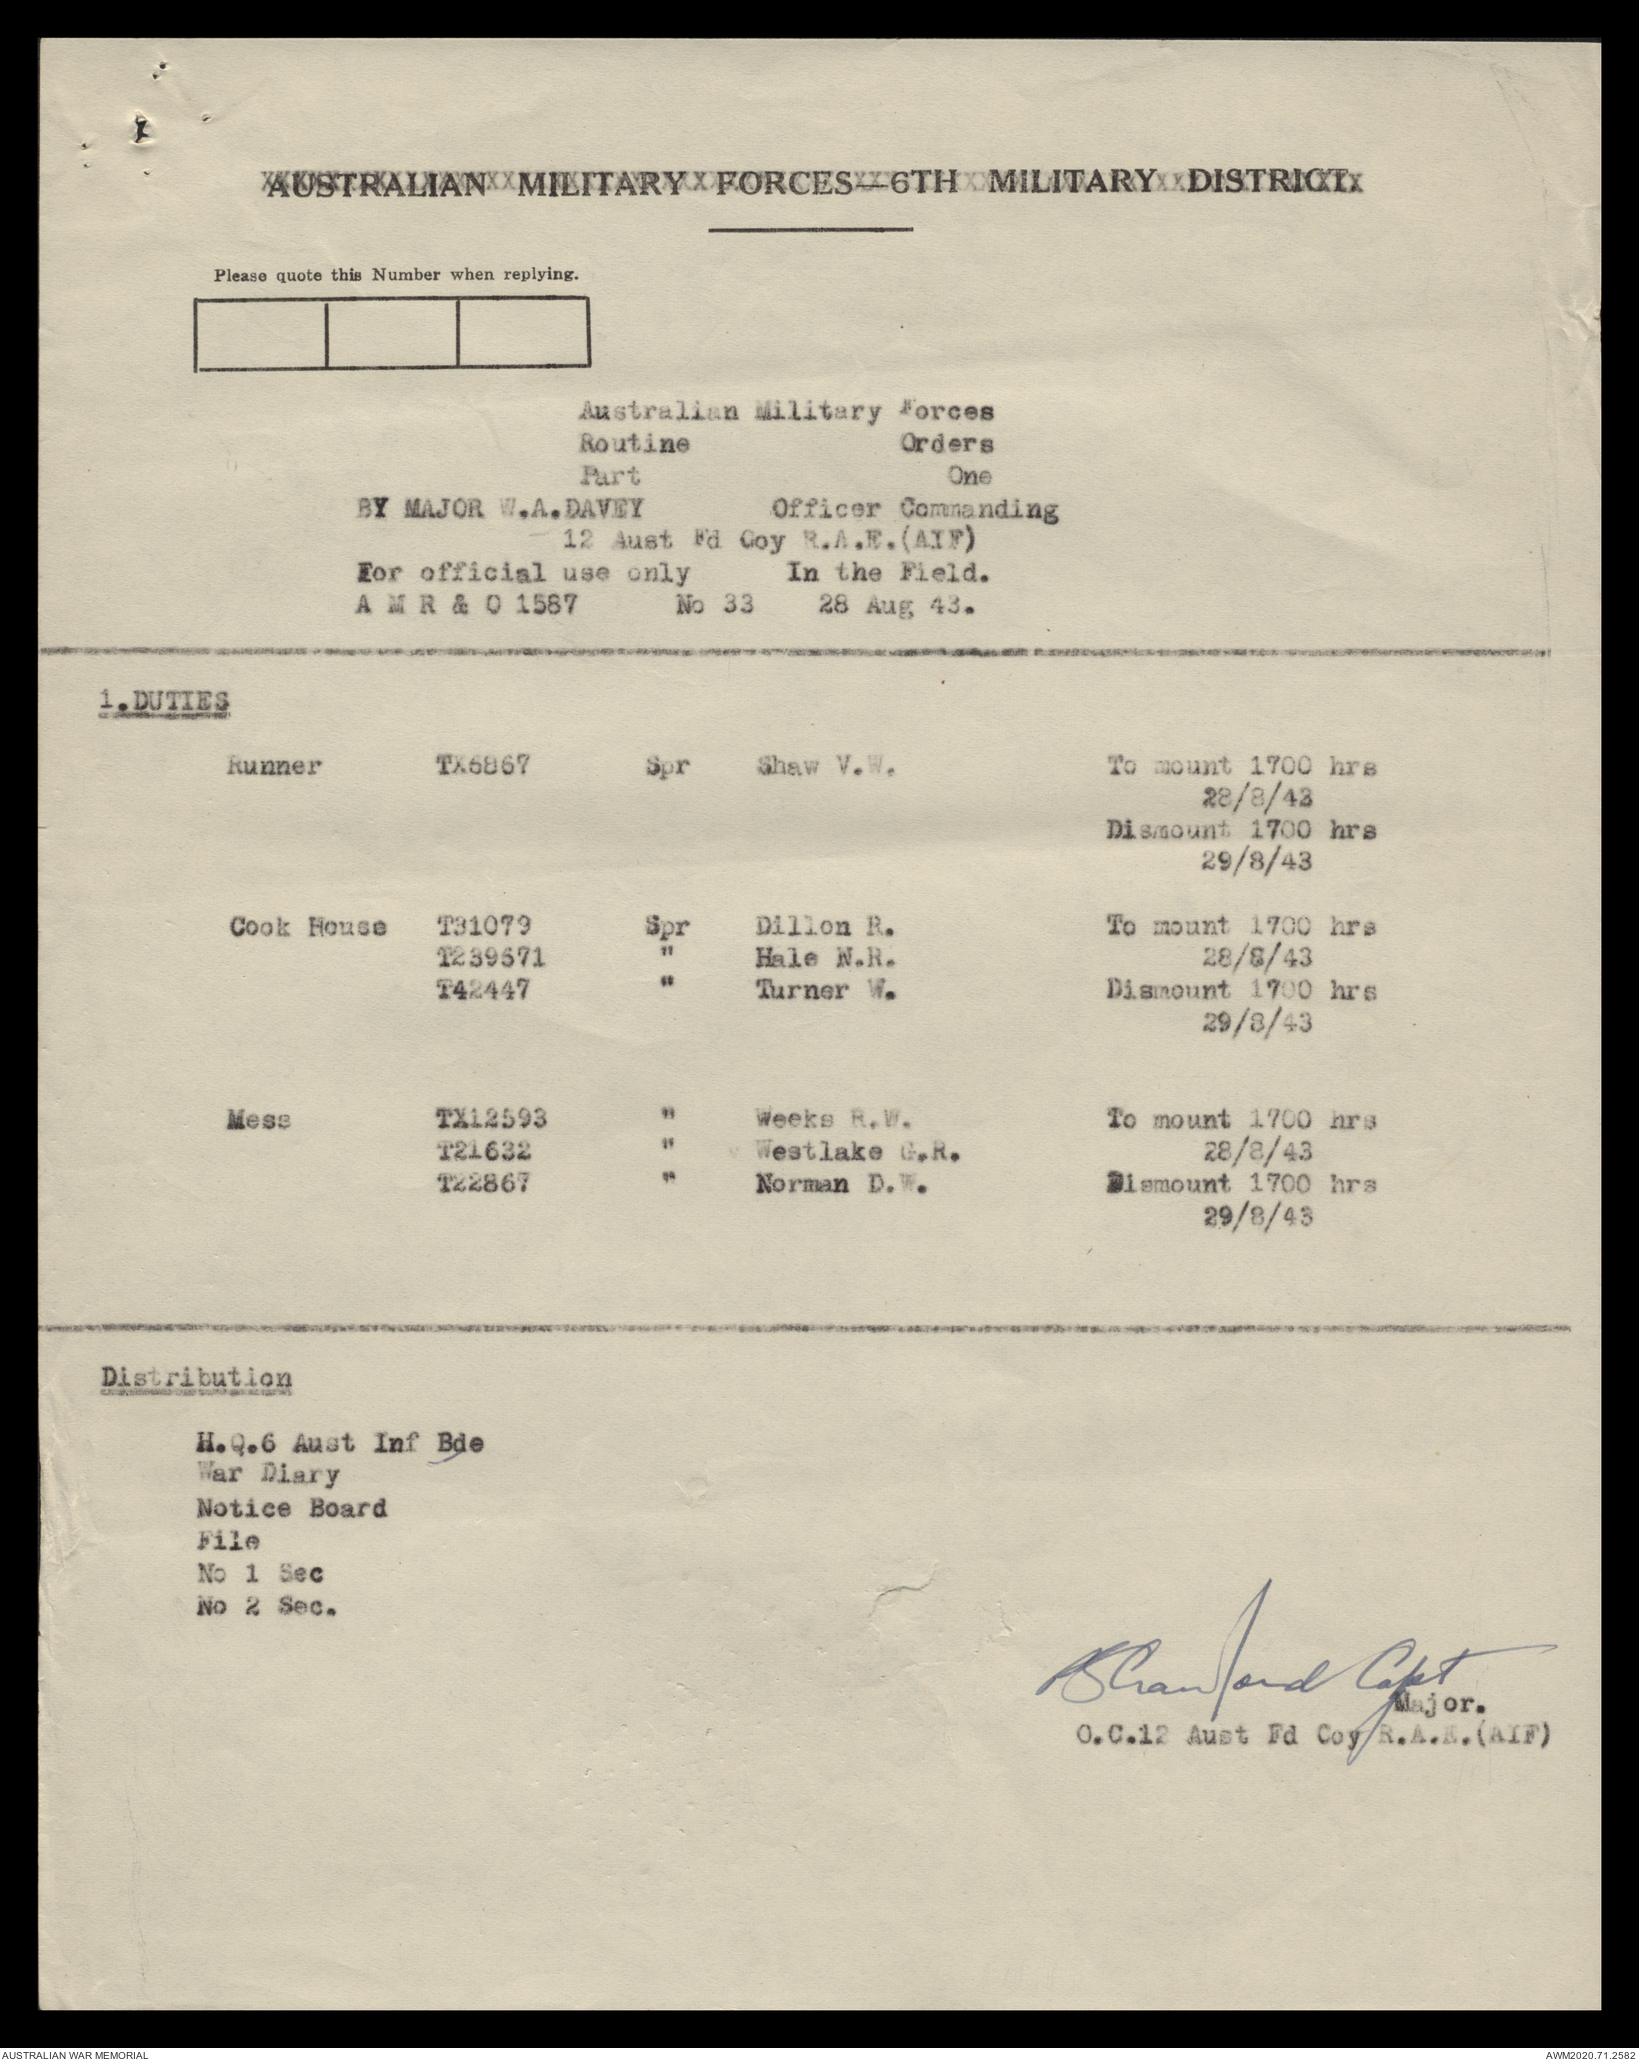 AUSTRALIAN MILITARY FORCES—6TH MILITARY DISTRICT.
Please quote this Number when replying.
Australian Military Forces
Routine Orders
Part One
BY MAJOR W.A.DAVEY Officer Commanding
12 Aust Fd Coy R.A.E.(AIF)
For official use only In the Field.
A M R & O 1587 No 33 28 Aug 43.
1.DUTIES
Runner TX6867 Spr Shaw V.W. To mount 1700 hrs
28/8/43
Dismount 1700 hrs
29/8/43
Cook House T31079 Spr Dillon R. To mount 1700 hrs
T239671 " Hale N.R. 28/8/43
T42447 " Turner W. Dismount 1700 hrs
29/8/43
Mess TX12593 " Weeks R.W. To mount 1700 hrs
T21632 " Westlake G.R. 28/8/43
T22867 " Norman D.W. Dismount 1700 hrs
29/8/43
Distribution
H.Q.6 Aust Inf Bde
War Diary
Notice Board
File
No 1 Sec
No 2 Sec.
Crawford Capt
Major.
O.C.12 Aust Fd Coy R.A.E.(AIF)
AUSTRALIAN WAR MEMORIAL AWM2020.71.2582